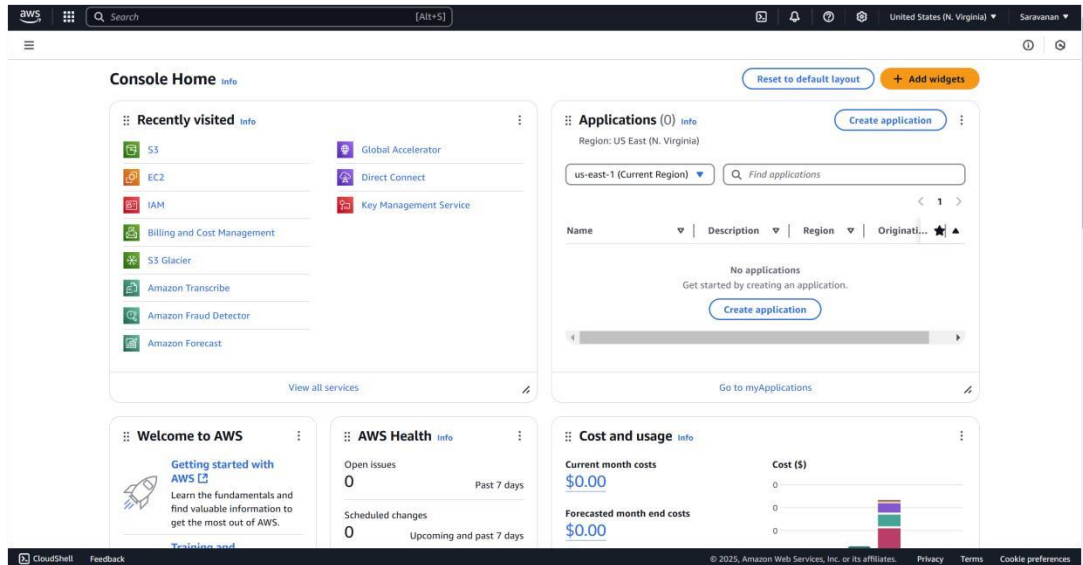 aws
Search
[Alt+S]
United States (N. Virginia) ▼
Saravanan ▼
Console Home Info
Reset to default layout
+ Add widgets
Recently visited Info
S3
EC2
IAM
Billing and Cost Management
S3 Glacier
Amazon Transcribe
Amazon Fraud Detector
Amazon Forecast
Global Accelerator
Direct Connect
Key Management Service
View all services
Applications (0) Info
Create application
Region: US East (N. Virginia)
us-east-1 (Current Region) ▼
Find applications
< 1 >
Name
Description
Region
Originati...
No applications
Get started by creating an application.
Create application
Go to myApplications
Welcome to AWS
Getting started with
AWS
Learn the fundamentals and
find valuable information to
get the most out of AWS.
Training and
AWS Health Info
Open issues
0
Past 7 days
Scheduled changes
0
Upcoming and past 7 days
Cost and usage Info
Current month costs
$0.00
Forecasted month end costs
$0.00
Cost ($)
0
0
0
CloudShell
Feedback
© 2025, Amazon Web Services, Inc. or its affiliates.
Privacy
Terms
Cookie preferences